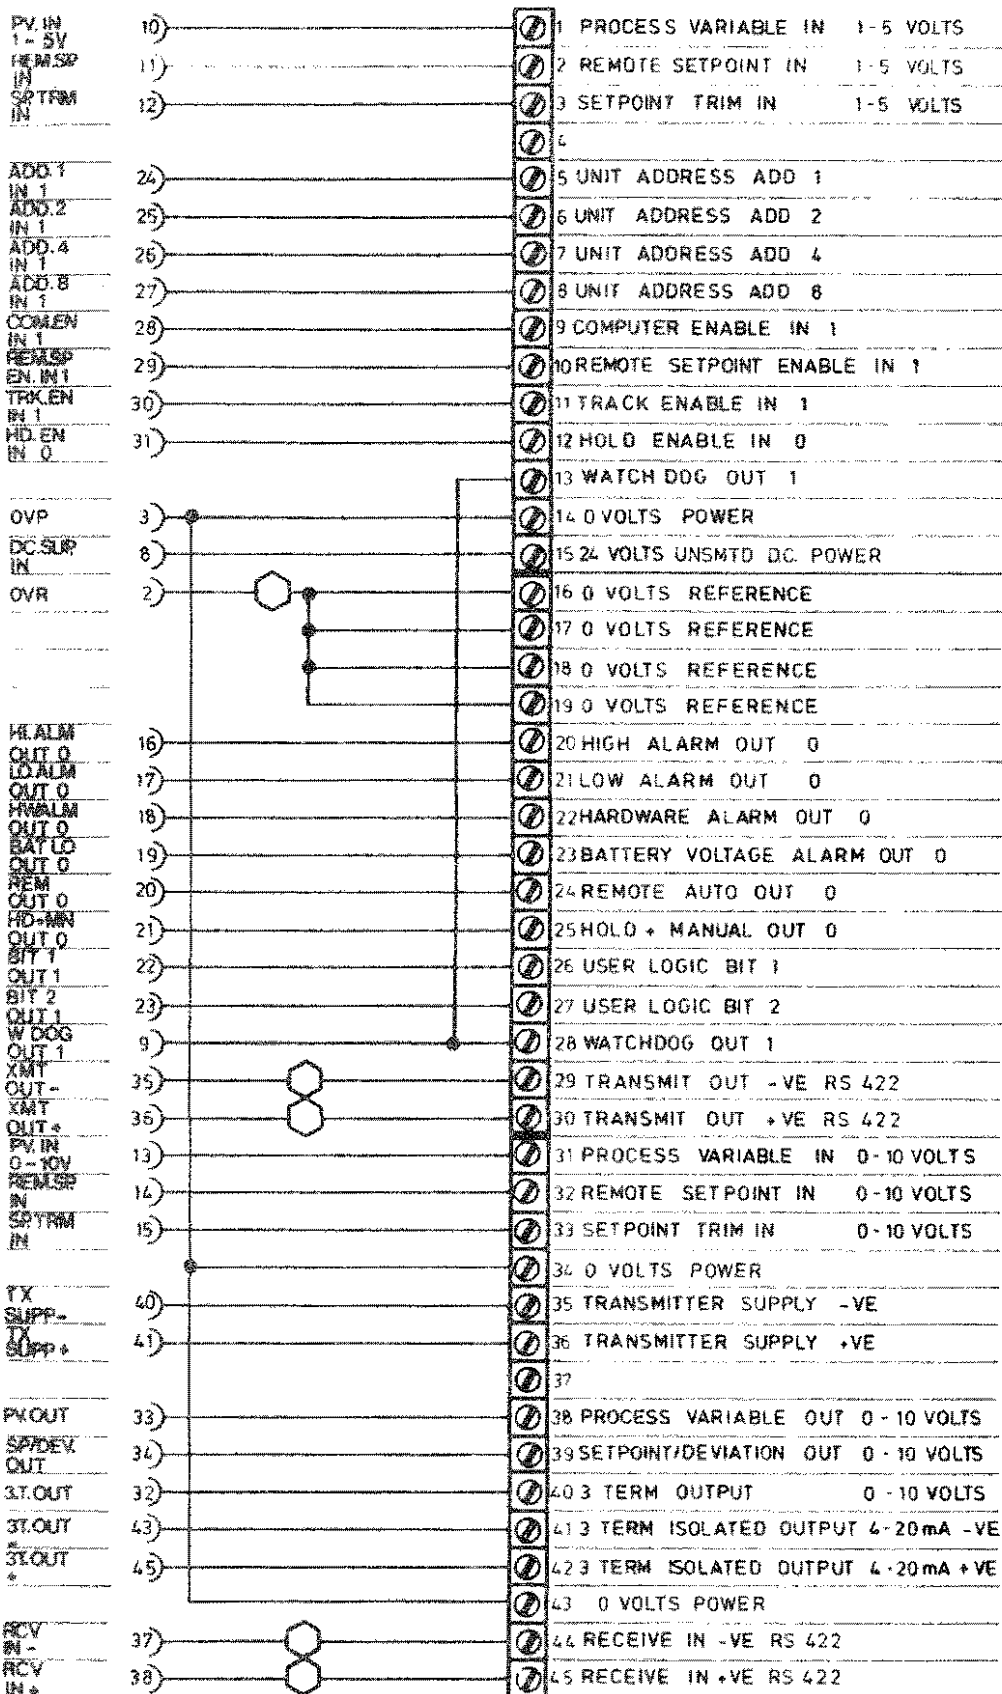 PV. IN
1 - 5V 10 1 PROCESS VARIABLE IN 1-5 VOLTS
REM.SP
IN 11 2 REMOTE SETPOINT IN 1-5 VOLTS
SP.TRM
IN 12 3 SETPOINT TRIM IN 1-5 VOLTS
4
ADD.1
IN 1 24 5 UNIT ADDRESS ADD 1
ADD.2
IN 1 25 6 UNIT ADDRESS ADD 2
ADD.4
IN 1 26 7 UNIT ADDRESS ADD 4
ADD.8
IN 1 27 8 UNIT ADDRESS ADD 8
COM.EN
IN 1 28 9 COMPUTER ENABLE IN 1
REM.SP
EN. IN 1 29 10 REMOTE SETPOINT ENABLE IN 1
TRK.EN
IN 1 30 11 TRACK ENABLE IN 1
HD. EN
IN 0 31 12 HOLD ENABLE IN 0
13 WATCH DOG OUT 1
OVP 3 14 0 VOLTS POWER
DC.SUP
IN 8 15 24 VOLTS UNSMTD D.C. POWER
OVR 2 16 0 VOLTS REFERENCE
17 0 VOLTS REFERENCE
18 0 VOLTS REFERENCE
19 0 VOLTS REFERENCE
HI.ALM
OUT 0 16 20 HIGH ALARM OUT 0
LO.ALM
OUT 0 17 21 LOW ALARM OUT 0
HWALM
OUT 0 18 22 HARDWARE ALARM OUT 0
BAT LO
OUT 0 19 23 BATTERY VOLTAGE ALARM OUT 0
REM
OUT 0 20 24 REMOTE AUTO OUT 0
HD+MN
OUT 0 21 25 HOLD + MANUAL OUT 0
BIT 1
OUT 1 22 26 USER LOGIC BIT 1
BIT 2
OUT 1 23 27 USER LOGIC BIT 2
W DOG
OUT 1 9 28 WATCHDOG OUT 1
XMT
OUT - 35 29 TRANSMIT OUT -VE RS 422
XMT
OUT + 36 30 TRANSMIT OUT +VE RS 422
PV. IN
0 - 10V 13 31 PROCESS VARIABLE IN 0-10 VOLTS
REM.SP.
IN 14 32 REMOTE SETPOINT IN 0-10 VOLTS
SP.TRM
IN 15 33 SETPOINT TRIM IN 0-10 VOLTS
34 0 VOLTS POWER
TX
SUPP - 40 35 TRANSMITTER SUPPLY -VE
TX
SUPP + 41 36 TRANSMITTER SUPPLY +VE
37
PV.OUT 33 38 PROCESS VARIABLE OUT 0-10 VOLTS
SP/DEV.
OUT 34 39 SETPOINT/DEVIATION OUT 0-10 VOLTS
3T.OUT 32 40 3 TERM OUTPUT 0-10 VOLTS
3T.OUT
- 43 41 3 TERM ISOLATED OUTPUT 4-20mA -VE
3T.OUT
+ 45 42 3 TERM ISOLATED OUTPUT 4-20mA +VE
43 0 VOLTS POWER
RCV
IN - 37 44 RECEIVE IN -VE RS 422
RCV
IN + 38 45 RECEIVE IN +VE RS 422